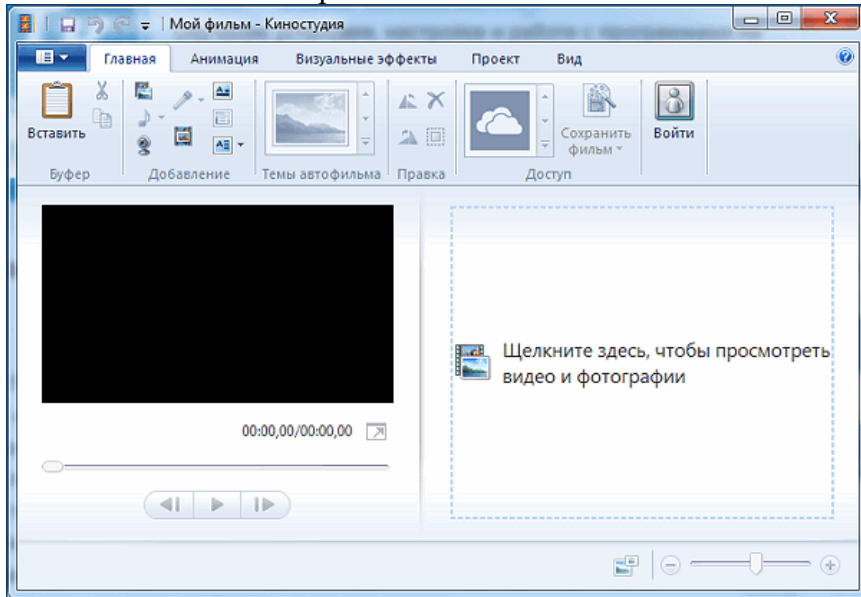 Мой фильм - Киностудия
Главная Анимация Визуальные эффекты Проект Вид
Вставить
Сохранить фильм
Войти
Буфер Добавление Темы автофильма Правка Доступ
Щелкните здесь, чтобы просмотреть
видео и фотографии
00:00,00/00:00,00